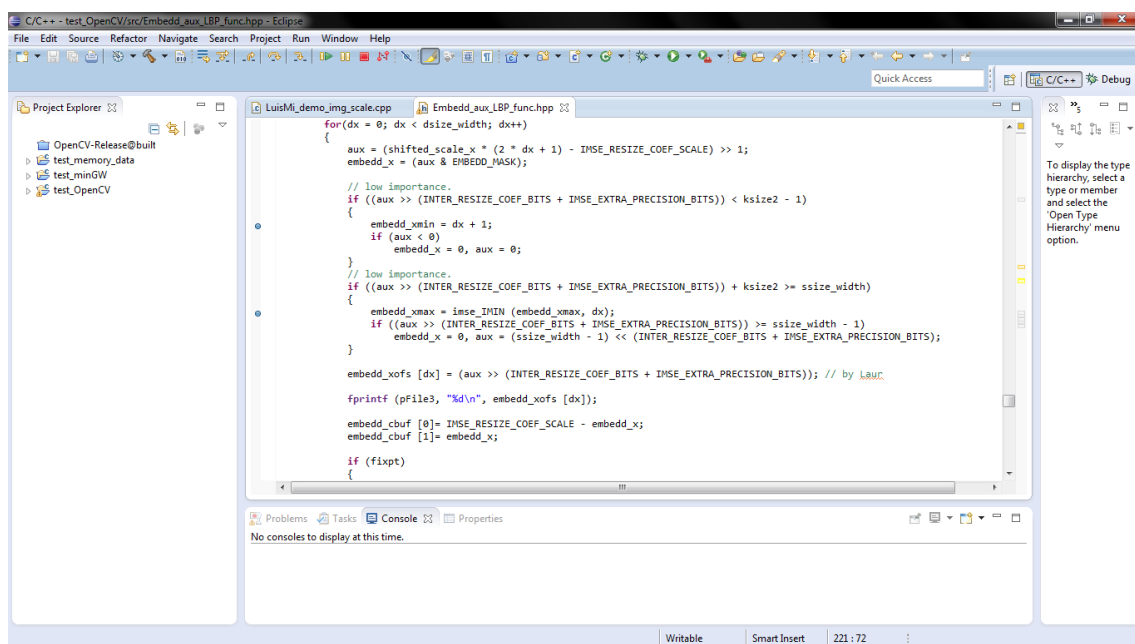 C/C++ - test_OpenCV/src/Embedd_aux_LBP_func.hpp - Eclipse
File Edit Source Refactor Navigate Search Project Run Window Help
Quick Access
C/C++ Debug
Project Explorer
OpenCV-Release@built
test_memory_data
test_minGW
test_OpenCV
LuisMi_demo_img_scale.cpp Embedd_aux_LBP_func.hpp
for(dx = 0; dx < dsize_width; dx++)
{
aux = (shifted_scale_x * (2 * dx + 1) - IMSE_RESIZE_COEF_SCALE) >> 1;
embedd_x = (aux & EMBEDD_MASK);
// low importance.
if ((aux >> (INTER_RESIZE_COEF_BITS + IMSE_EXTRA_PRECISION_BITS)) < ksize2 - 1)
{
embedd_xmin = dx + 1;
if (aux < 0)
embedd_x = 0, aux = 0;
}
// low importance.
if ((aux >> (INTER_RESIZE_COEF_BITS + IMSE_EXTRA_PRECISION_BITS)) + ksize2 >= ssize_width)
{
embedd_xmax = imse_IMIN (embedd_xmax, dx);
if ((aux >> (INTER_RESIZE_COEF_BITS + IMSE_EXTRA_PRECISION_BITS)) >= ssize_width - 1)
embedd_x = 0, aux = (ssize_width - 1) << (INTER_RESIZE_COEF_BITS + IMSE_EXTRA_PRECISION_BITS);
}
embedd_xofs [dx] = (aux >> (INTER_RESIZE_COEF_BITS + IMSE_EXTRA_PRECISION_BITS)); // by Laur
fprintf (pFile3, "%d\n", embedd_xofs [dx]);
embedd_cbuf [0]= IMSE_RESIZE_COEF_SCALE - embedd_x;
embedd_cbuf [1]= embedd_x;
if (fixpt)
{
»5
To display the type
hierarchy, select a
type or member
and select the
'Open Type
Hierarchy' menu
option.
Problems Tasks Console Properties
No consoles to display at this time.
Writable Smart Insert 221 : 72